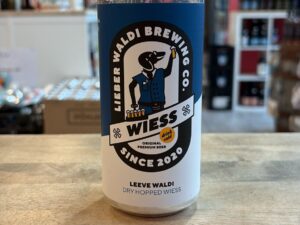 LIEBER WALDI BREWING CO.
WIESS
ORIGINAL
PREMIUM BEER
SINCE 2020
LEEVE WALDI
DRY HOPPED WIESS